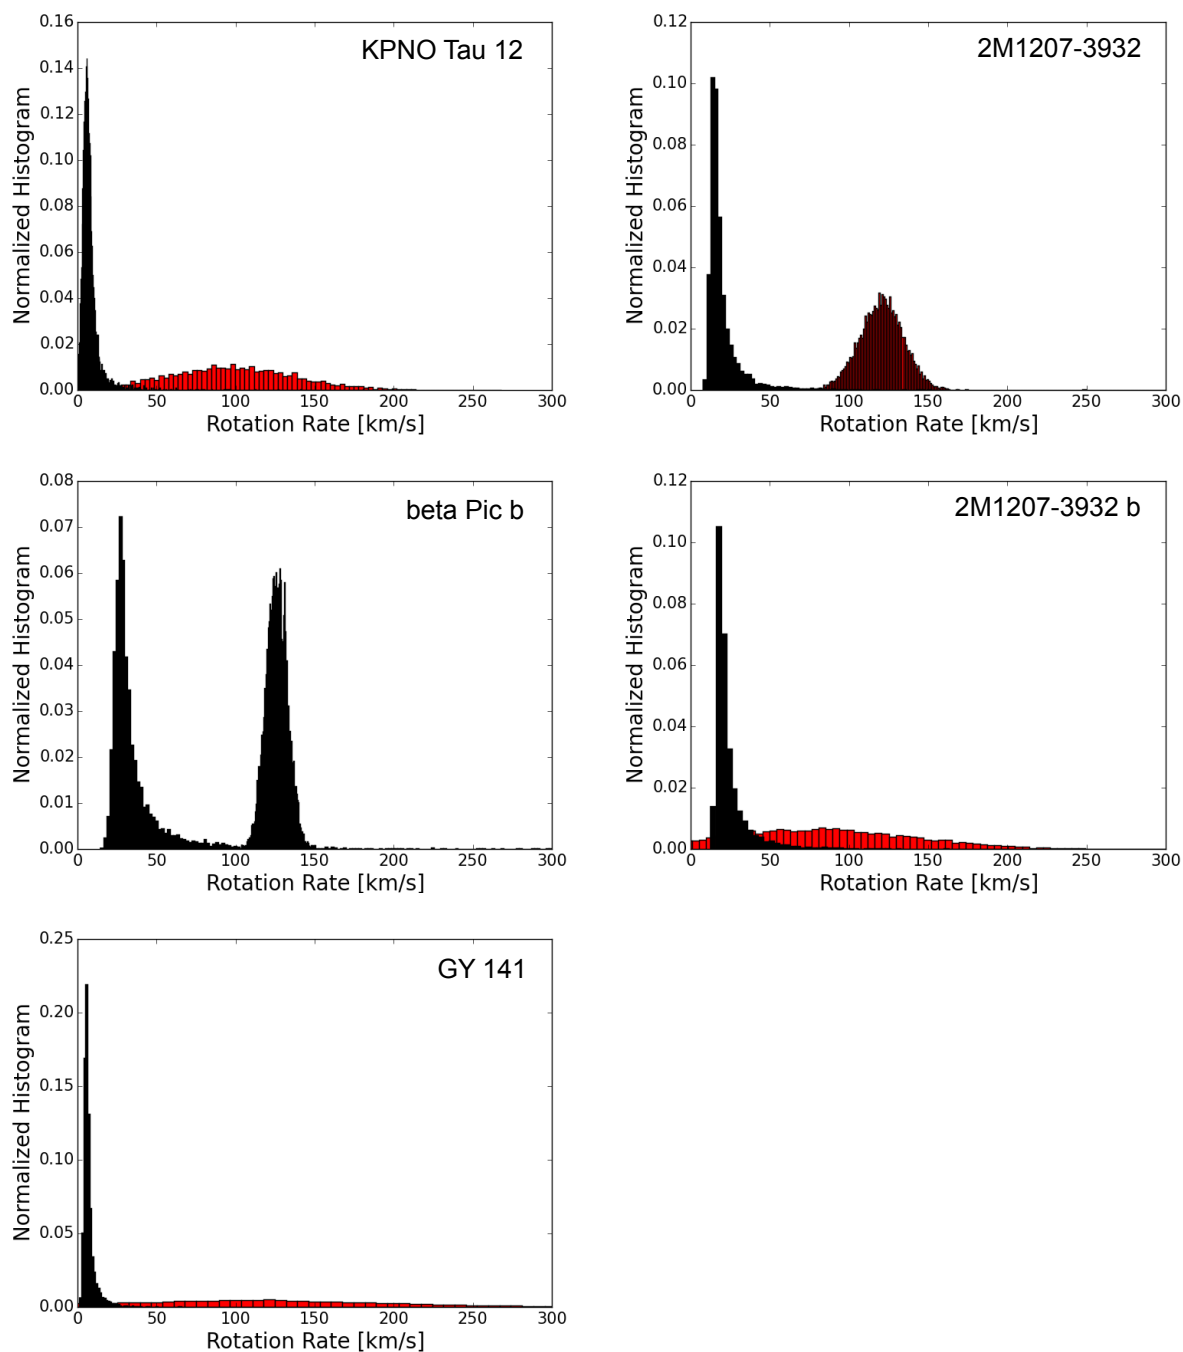 KPNO Tau 12
Normalized Histogram
0.16
0.14
0.12
0.10
0.08
0.06
0.04
0.02
0.00
0 50 100 150 200 250 300
Rotation Rate [km/s]
2M1207-3932
Normalized Histogram
0.12
0.10
0.08
0.06
0.04
0.02
0.00
0 50 100 150 200 250 300
Rotation Rate [km/s]
beta Pic b
Normalized Histogram
0.08
0.07
0.06
0.05
0.04
0.03
0.02
0.01
0.00
0 50 100 150 200 250 300
Rotation Rate [km/s]
2M1207-3932 b
Normalized Histogram
0.12
0.10
0.08
0.06
0.04
0.02
0.00
0 50 100 150 200 250 300
Rotation Rate [km/s]
GY 141
Normalized Histogram
0.25
0.20
0.15
0.10
0.05
0.00
0 50 100 150 200 250 300
Rotation Rate [km/s]